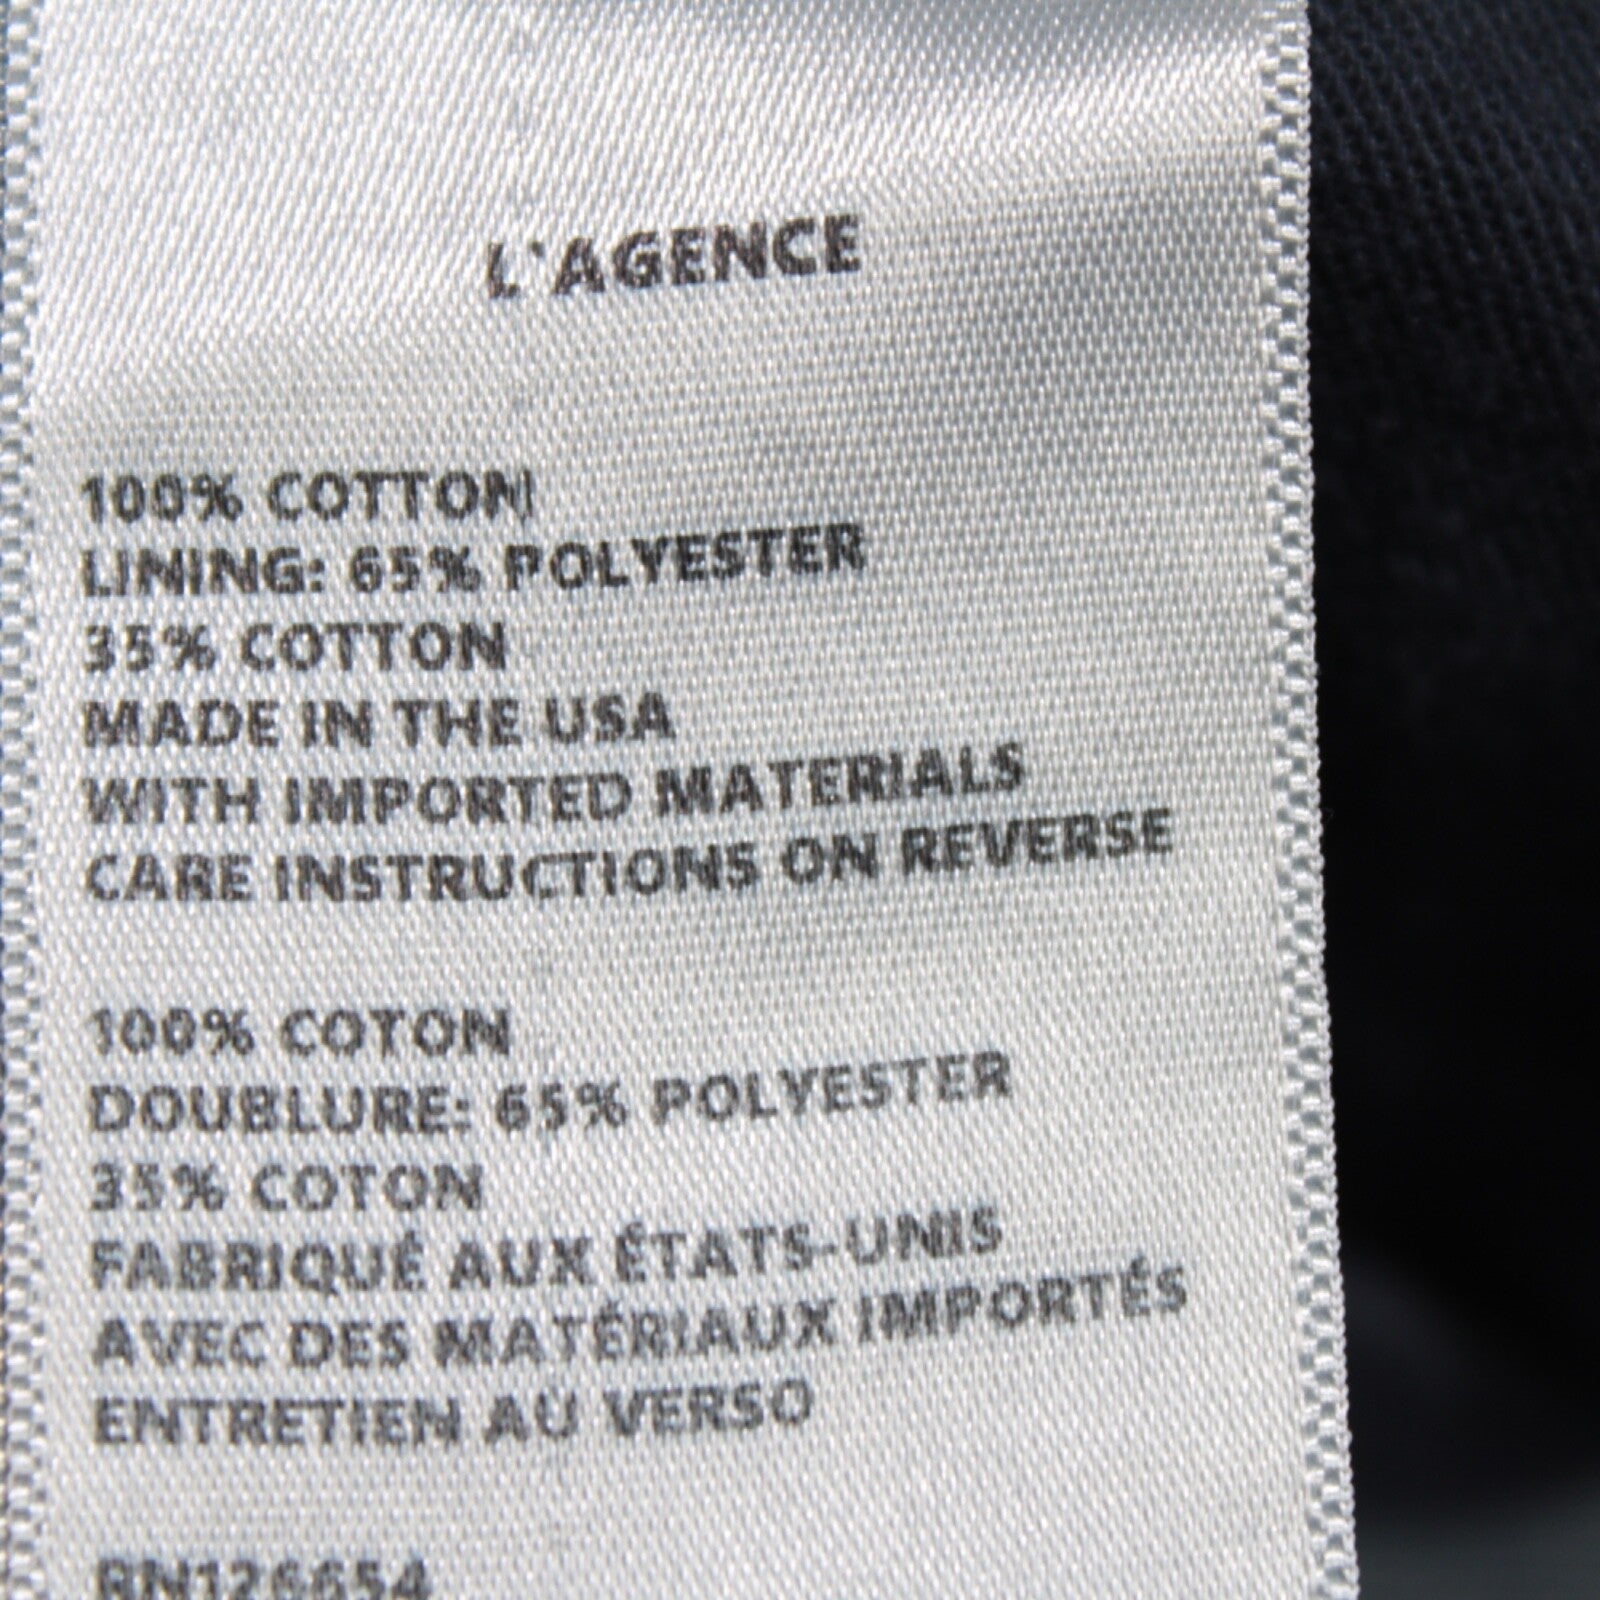 L'AGENCE
100% COTTON
LINING: 65% POLYESTER
35% COTTON
MADE IN THE USA
WITH IMPORTED MATERIALS
CARE INSTRUCTIONS ON REVERSE
100% COTON
DOUBLURE: 65% POLYESTER
35% COTON
FABRIQUÉ AUX ÉTATS-UNIS
AVEC DES MATÉRIAUX IMPORTÉS
ENTRETIEN AU VERSO
RN126654